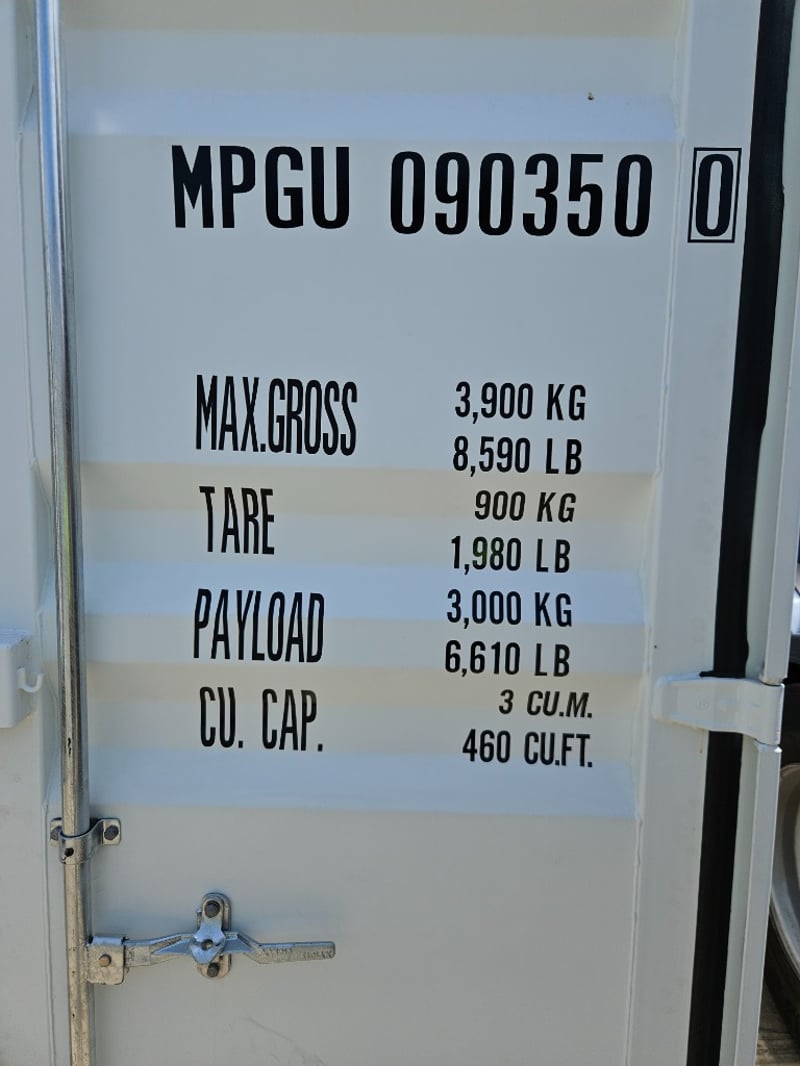 MPGU 090350 0
MAX.GROSS 3,900 KG
8,590 LB
TARE 900 KG
1,980 LB
PAYLOAD 3,000 KG
6,610 LB
CU. CAP. 3 CU.M.
460 CU.FT.